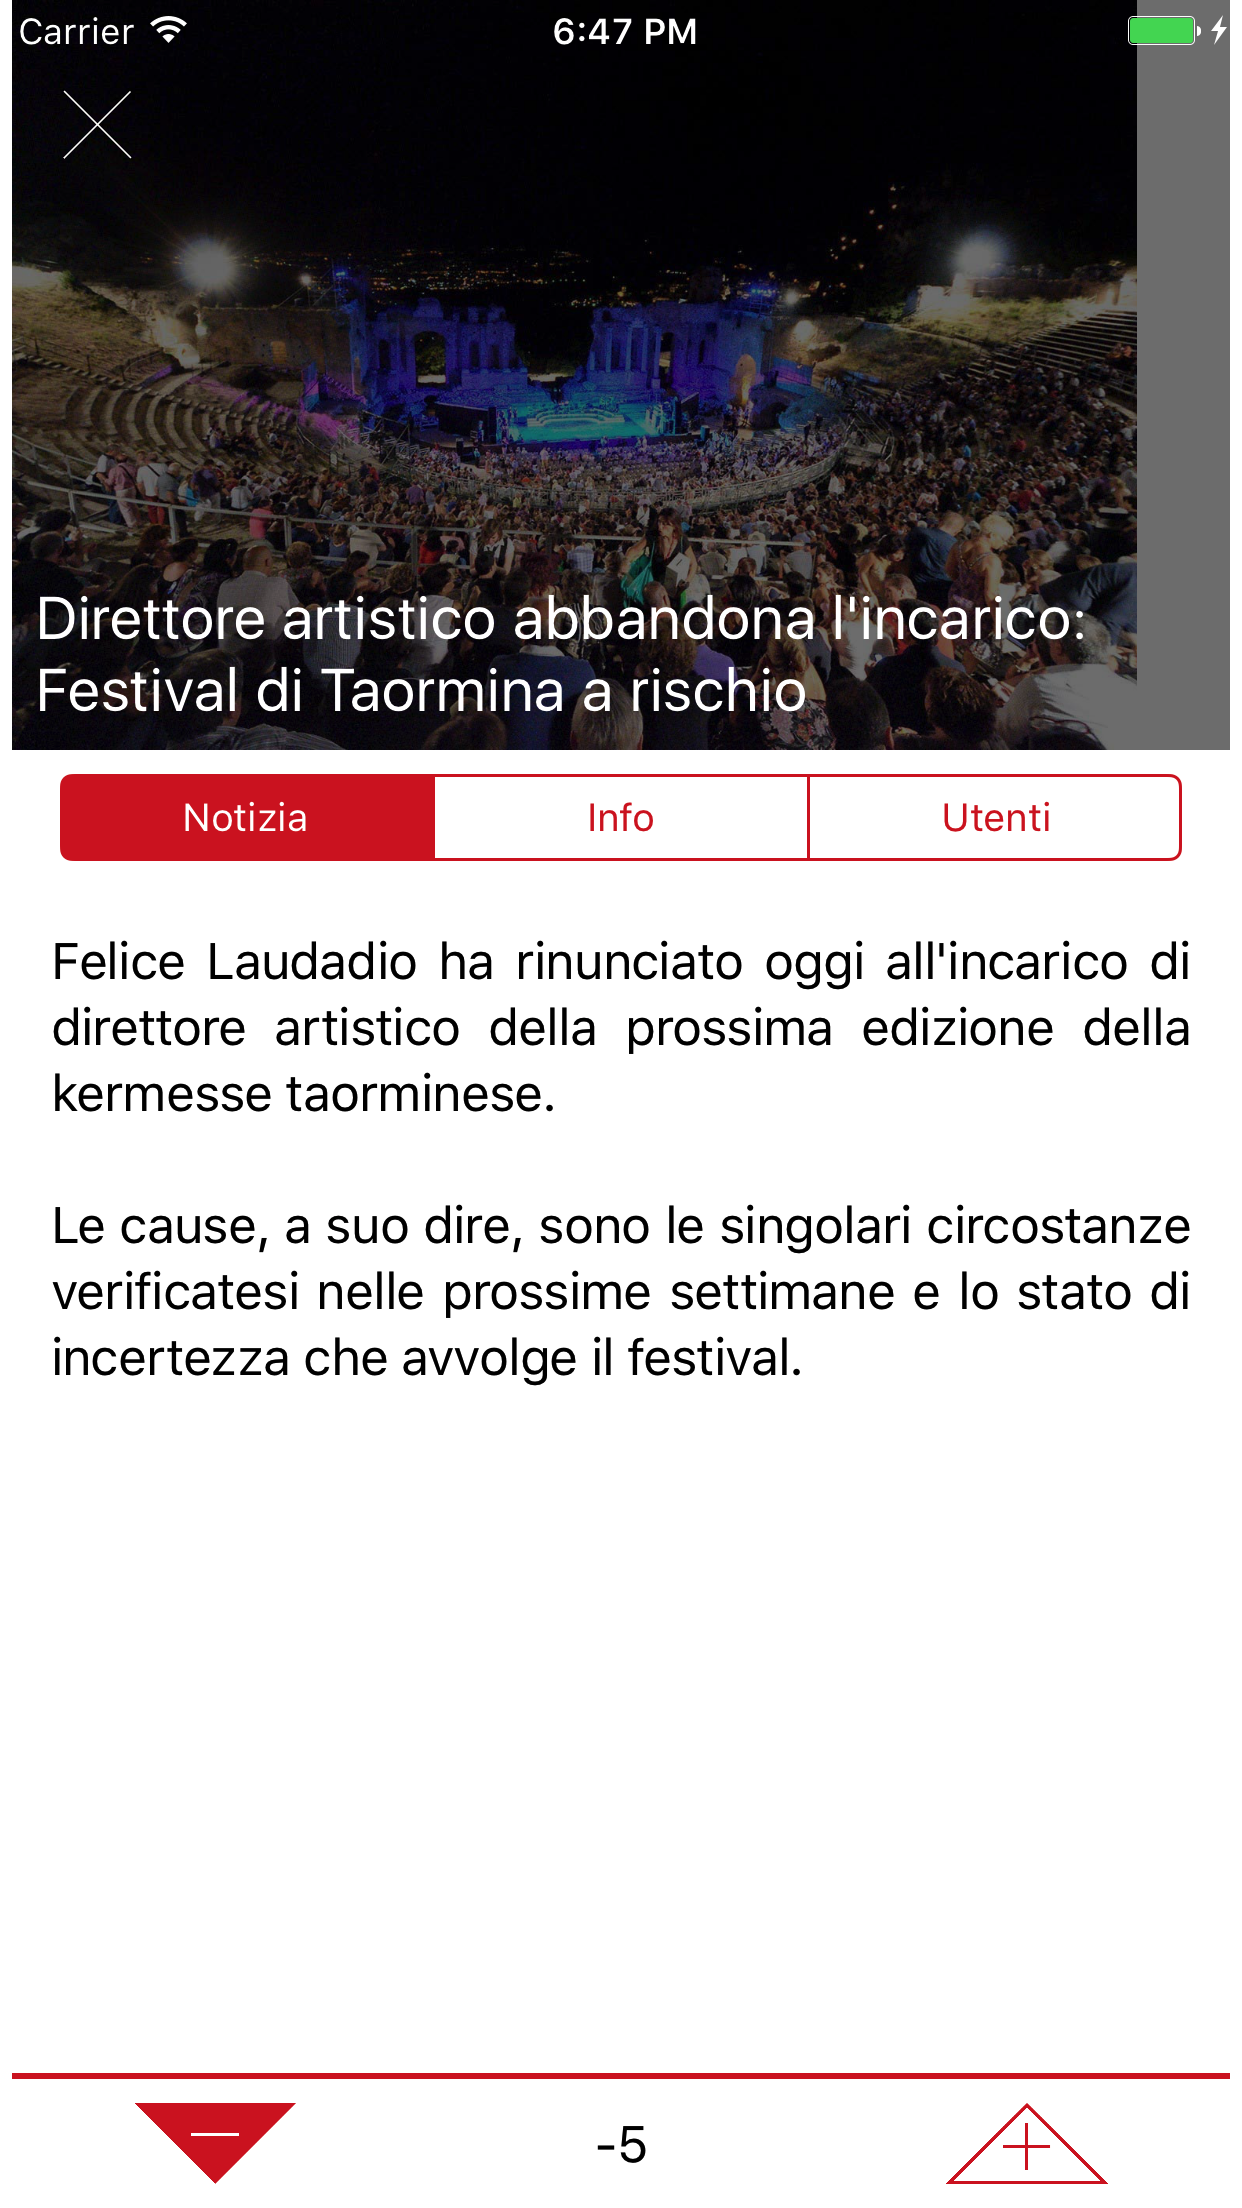 Carrier 6:47 PM
Direttore artistico abbandona l'incarico:
Festival di Taormina a rischio
Notizia Info Utenti
Felice Laudadio ha rinunciato oggi all'incarico di
direttore artistico della prossima edizione della
kermesse taorminese.
Le cause, a suo dire, sono le singolari circostanze
verificatesi nelle prossime settimane e lo stato di
incertezza che avvolge il festival.
-5